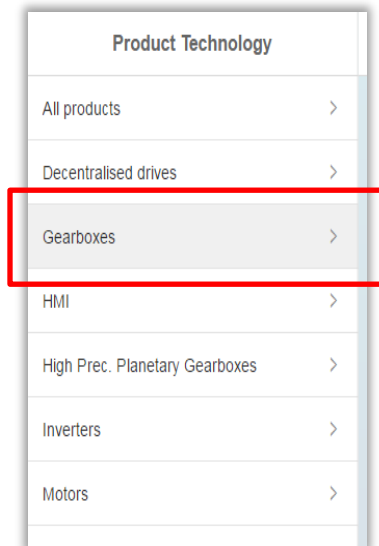 Product Technology
All products
Decentralised drives
Gearboxes
HMI
High Prec. Planetary Gearboxes
Inverters
Motors